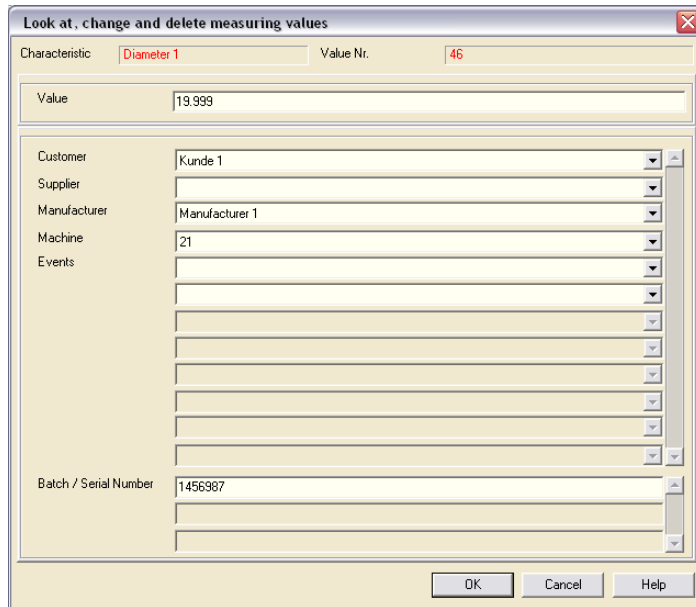 Look at, change and delete measuring values
Characteristic Diameter 1 Value Nr. 46
Value 19.999
Customer Kunde 1
Supplier
Manufacturer Manufacturer 1
Machine 21
Events
Batch / Serial Number 1456987
OK Cancel Help